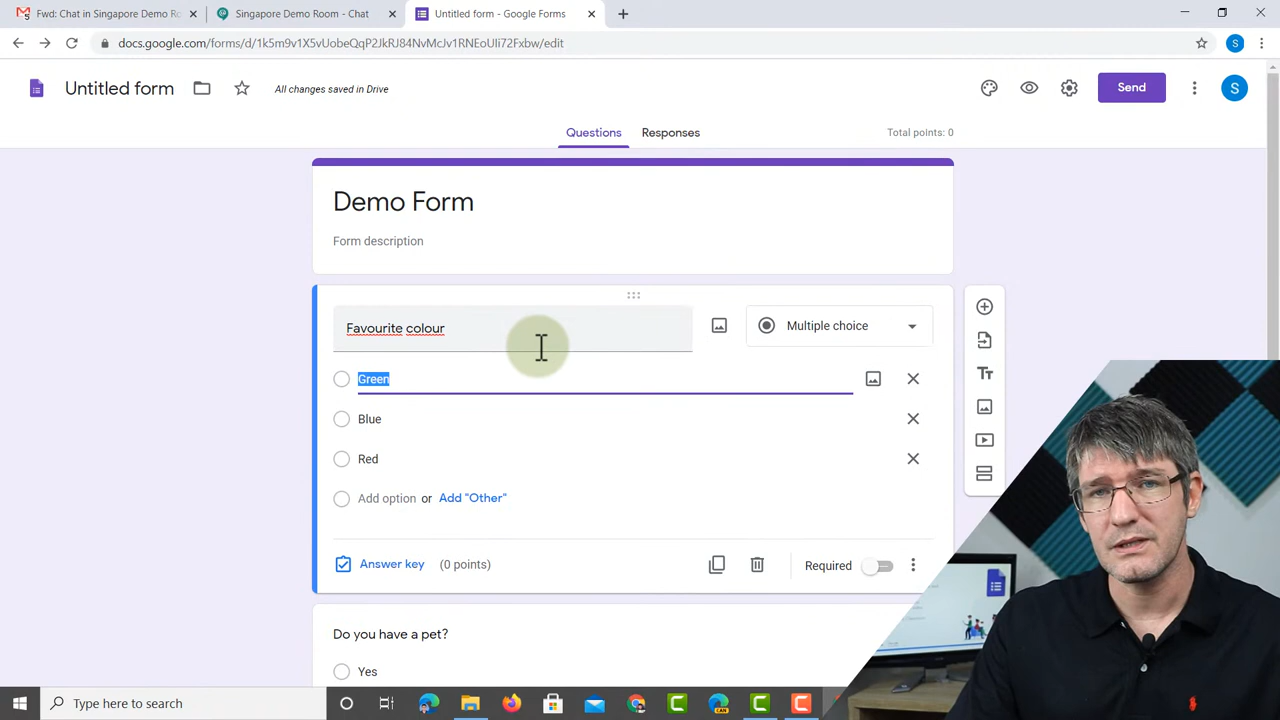 Fwd: Chat in Singapore Demo Ro
Singapore Demo Room - Chat
Untitled form - Google Forms
docs.google.com/forms/d/1k5m9v1X5vUobeQqP2JkRJ84NvMcJv1RNEoUIi72Fxbw/edit
S
Untitled form
All changes saved in Drive
Send
S
Questions
Responses
Total points: 0
Demo Form
Form description
Favourite colour
Multiple choice
Green
Blue
Red
Add option or Add "Other"
Answer key (0 points)
Required
Do you have a pet?
Yes
Type here to search
CAN